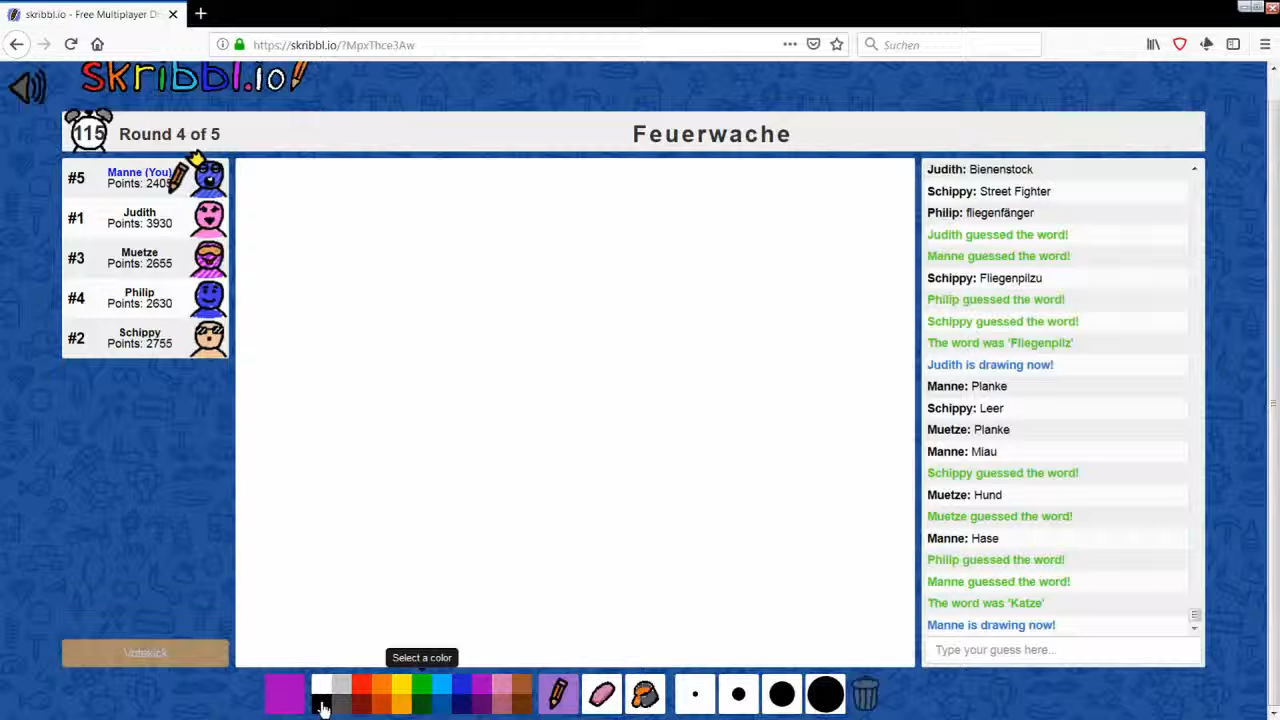 skribbl.io - Free Multiplayer Dr
https://skribbl.io/?MpxThce3Aw
Suchen
skribbl.io!
115
Round 4 of 5
Feuerwache
#5
Manne (You)
Points: 2405
#1
Judith
Points: 3930
#3
Muetze
Points: 2655
#4
Philip
Points: 2630
#2
Schippy
Points: 2755
Votekick
Judith: Bienenstock
Schippy: Street Fighter
Philip: fliegenfänger
Judith guessed the word!
Manne guessed the word!
Schippy: Fliegenpilzu
Philip guessed the word!
Schippy guessed the word!
The word was 'Fliegenpilz'
Judith is drawing now!
Manne: Planke
Schippy: Leer
Muetze: Planke
Manne: Miau
Schippy guessed the word!
Muetze: Hund
Muetze guessed the word!
Manne: Hase
Philip guessed the word!
Manne guessed the word!
The word was 'Katze'
Manne is drawing now!
Type your guess here...
Select a color